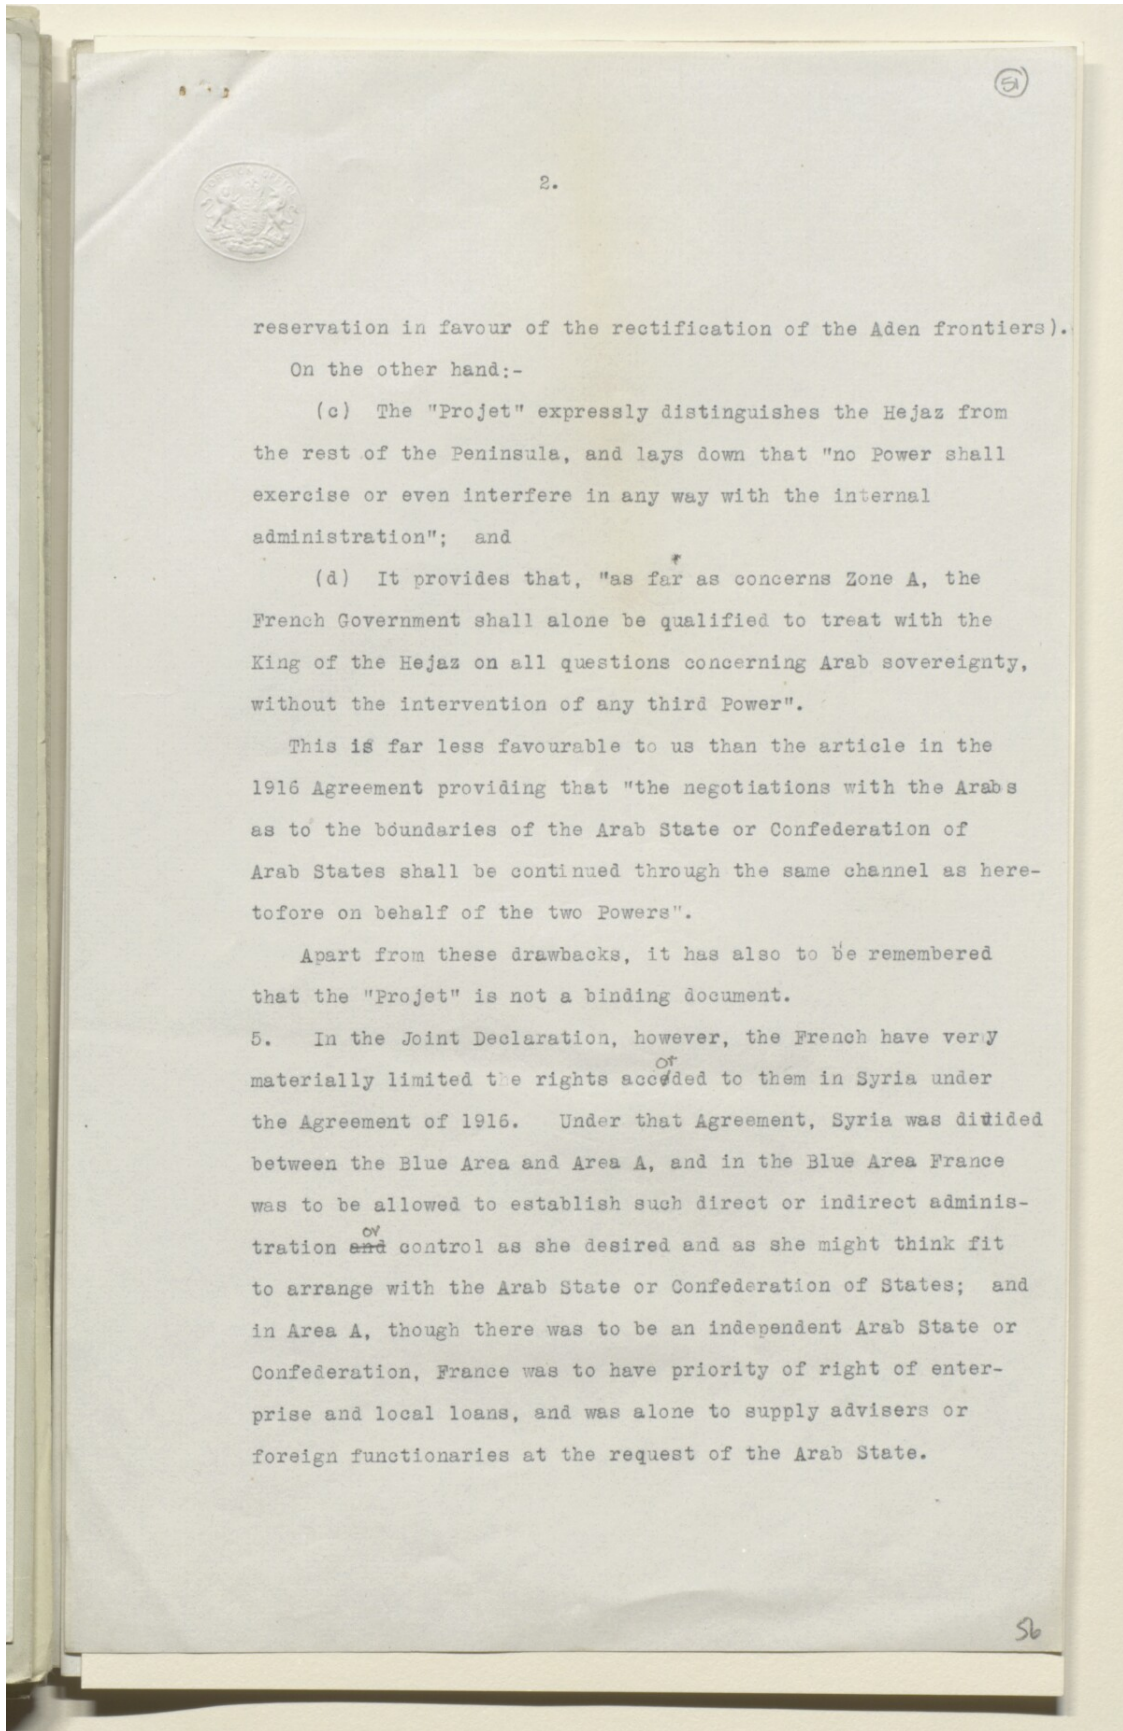 51
2.
reservation in favour of the rectification of the Aden frontiers).
On the other hand:-
(c) The "Projet" expressly distinguishes the Hejaz from
the rest of the Peninsula, and lays down that "no Power shall
exercise or even interfere in any way with the internal
administration"; and
(d) It provides that, "as far as concerns Zone A, the
French Government shall alone be qualified to treat with the
King of the Hejaz on all questions concerning Arab sovereignty,
without the intervention of any third Power".
This is far less favourable to us than the article in the
1916 Agreement providing that "the negotiations with the Arabs
as to the boundaries of the Arab State or Confederation of
Arab States shall be continued through the same channel as here-
tofore on behalf of the two Powers".
Apart from these drawbacks, it has also to be remembered
that the "Projet" is not a binding document.
5. In the Joint Declaration, however, the French have very
or
materially limited the rights acceded to them in Syria under
the Agreement of 1916. Under that Agreement, Syria was divided
between the Blue Area and Area A, and in the Blue Area France
was to be allowed to establish such direct or indirect adminis-
or
tration and control as she desired and as she might think fit
to arrange with the Arab State or Confederation of States; and
in Area A, though there was to be an independent Arab State or
Confederation, France was to have priority of right of enter-
prise and local loans, and was alone to supply advisers or
foreign functionaries at the request of the Arab State.
56